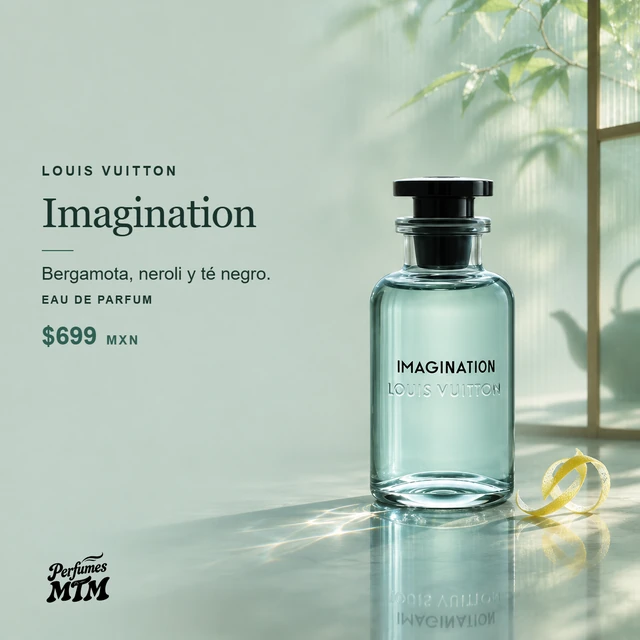 LOUIS VUITTON
Imagination
Bergamota, neroli y té negro.
EAU DE PARFUM
$699 MXN
IMAGINATION
LOUIS VUITTON
Perfumes
MTM